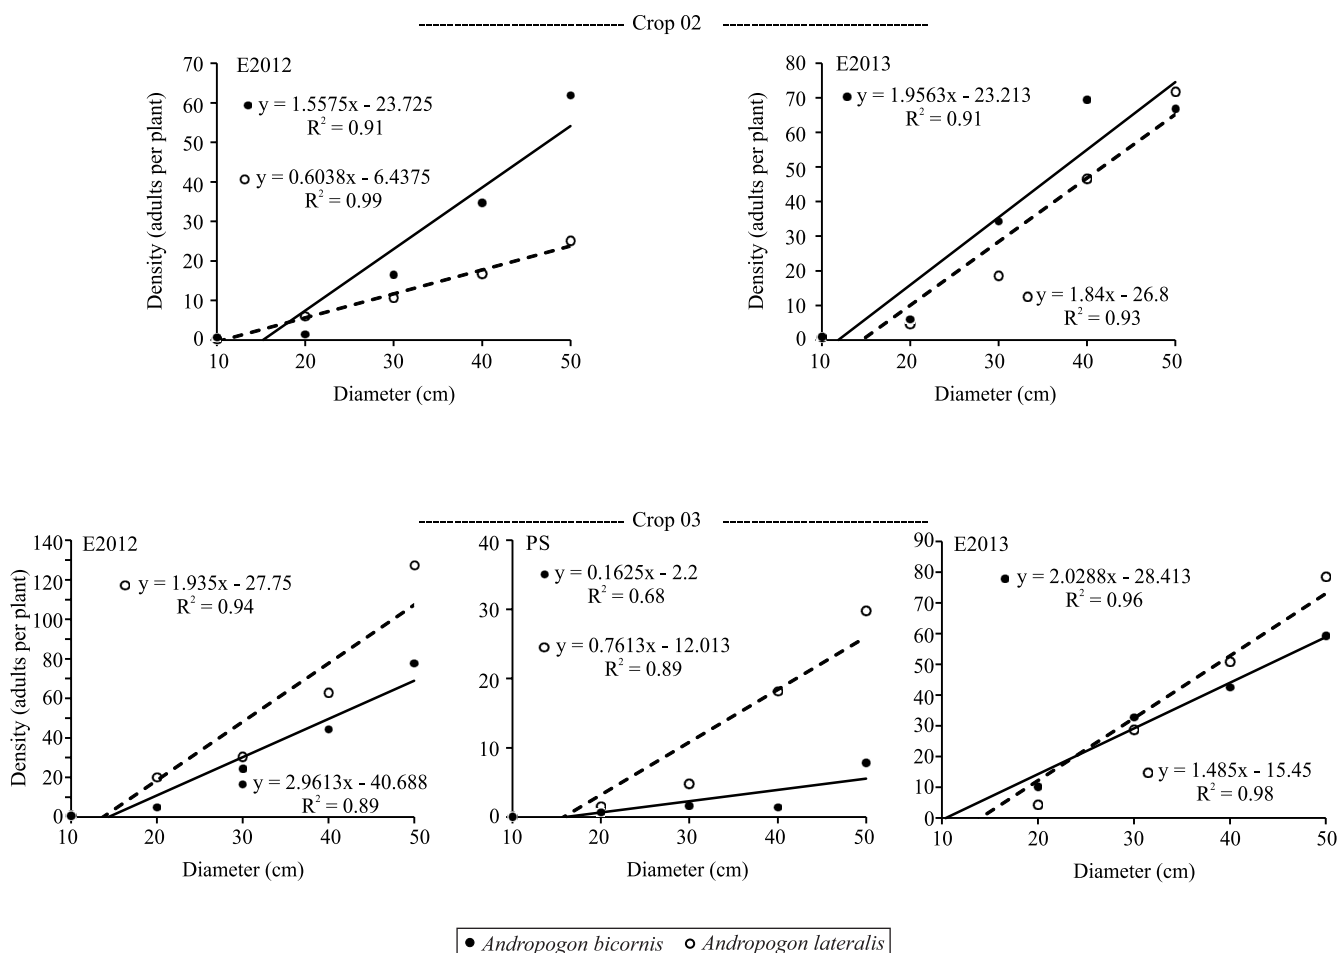 Crop 02
E2012
y = 1.5575x - 23.725
R² = 0.91
y = 0.6038x - 6.4375
R² = 0.99
Density (adults per plant)
70
60
50
40
30
20
10
0
10 20 30 40 50
Diameter (cm)
E2013
y = 1.9563x - 23.213
R² = 0.91
y = 1.84x - 26.8
R² = 0.93
Density (adults per plant)
80
70
60
50
40
30
20
10
0
10 20 30 40 50
Diameter (cm)
Crop 03
E2012
y = 1.935x - 27.75
R² = 0.94
y = 2.9613x - 40.688
R² = 0.89
Density (adults per plant)
140
120
100
80
60
40
20
0
10 20 30 40 50
Diameter (cm)
PS
y = 0.1625x - 2.2
R² = 0.68
y = 0.7613x - 12.013
R² = 0.89
40
30
20
10
0
10 20 30 40 50
Diameter (cm)
E2013
y = 2.0288x - 28.413
R² = 0.96
y = 1.485x - 15.45
R² = 0.98
90
80
70
60
50
40
30
20
10
0
10 20 30 40 50
Diameter (cm)
Andropogon bicornis Andropogon lateralis